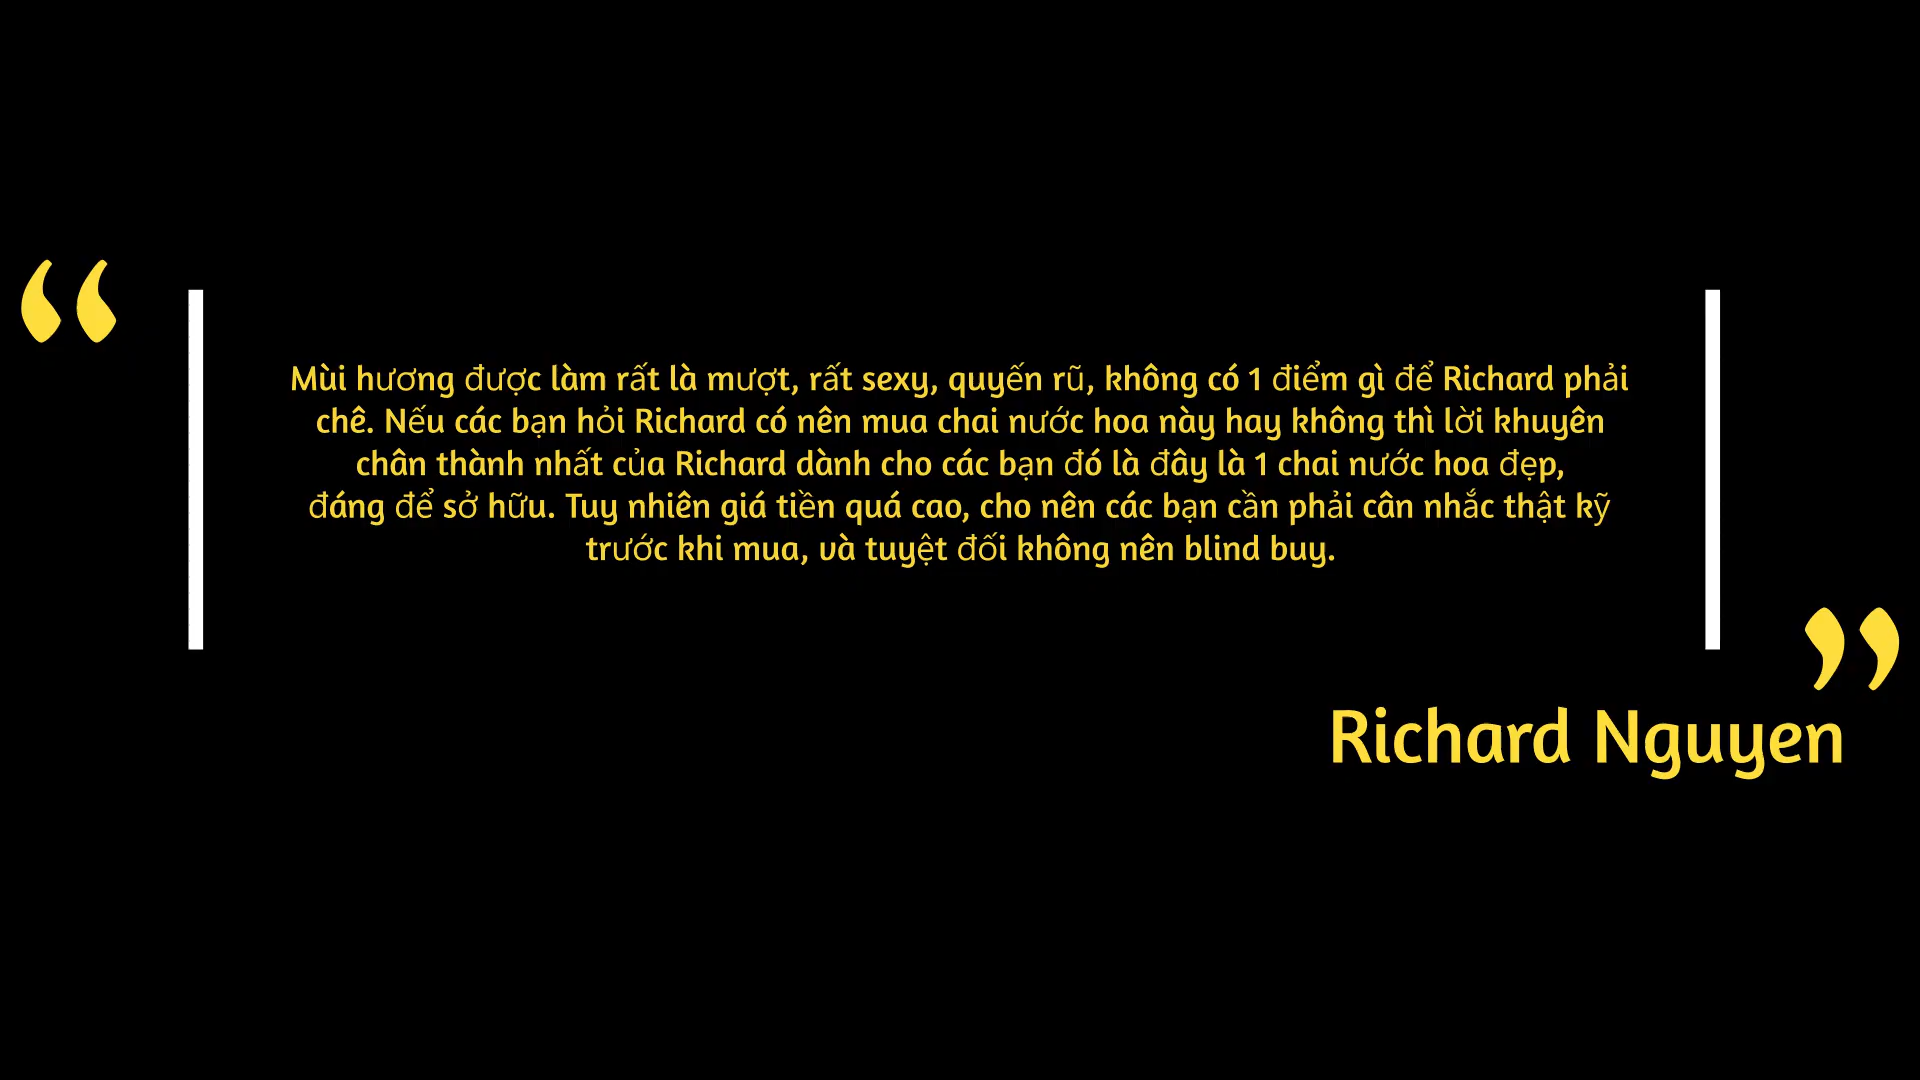 “
Mùi hương được làm rất là mượt, rất sexy, quyến rũ, không có 1 điểm gì để Richard phải
chê. Nếu các bạn hỏi Richard có nên mua chai nước hoa này hay không thì lời khuyên
chân thành nhất của Richard dành cho các bạn đó là đây là 1 chai nước hoa đẹp,
đáng để sở hữu. Tuy nhiên giá tiền quá cao, cho nên các bạn cần phải cân nhắc thật kỹ
trước khi mua, và tuyệt đối không nên blind buy.
”
Richard Nguyen